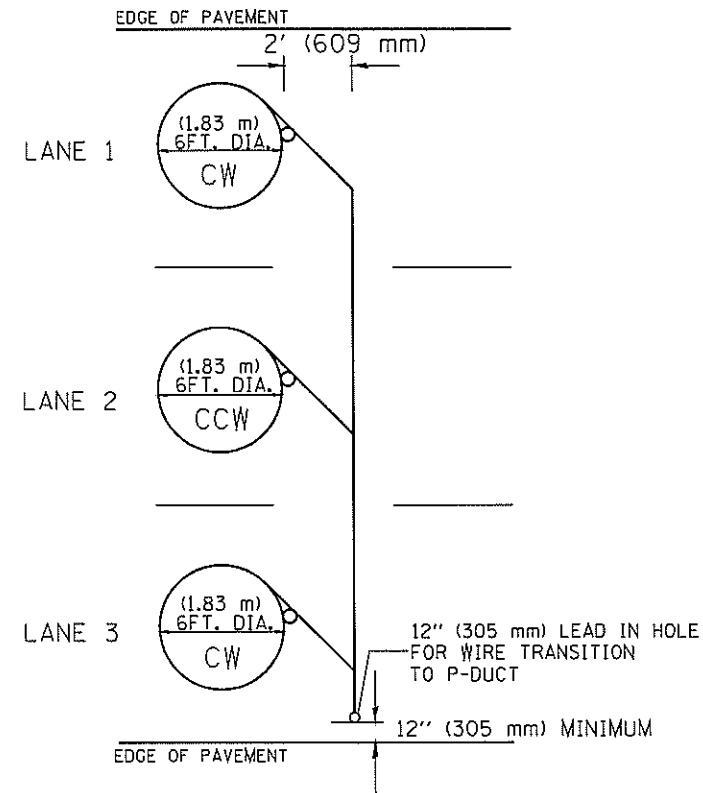 EDGE OF PAVEMENT
2' (609 mm)
LANE 1
(1.83 m)
6FT. DIA.
CW
LANE 2
(1.83 m)
6FT. DIA.
CCW
LANE 3
(1.83 m)
6FT. DIA.
CW
12" (305 mm) LEAD IN HOLE
FOR WIRE TRANSITION
TO P-DUCT
12" (305 mm) MINIMUM
EDGE OF PAVEMENT